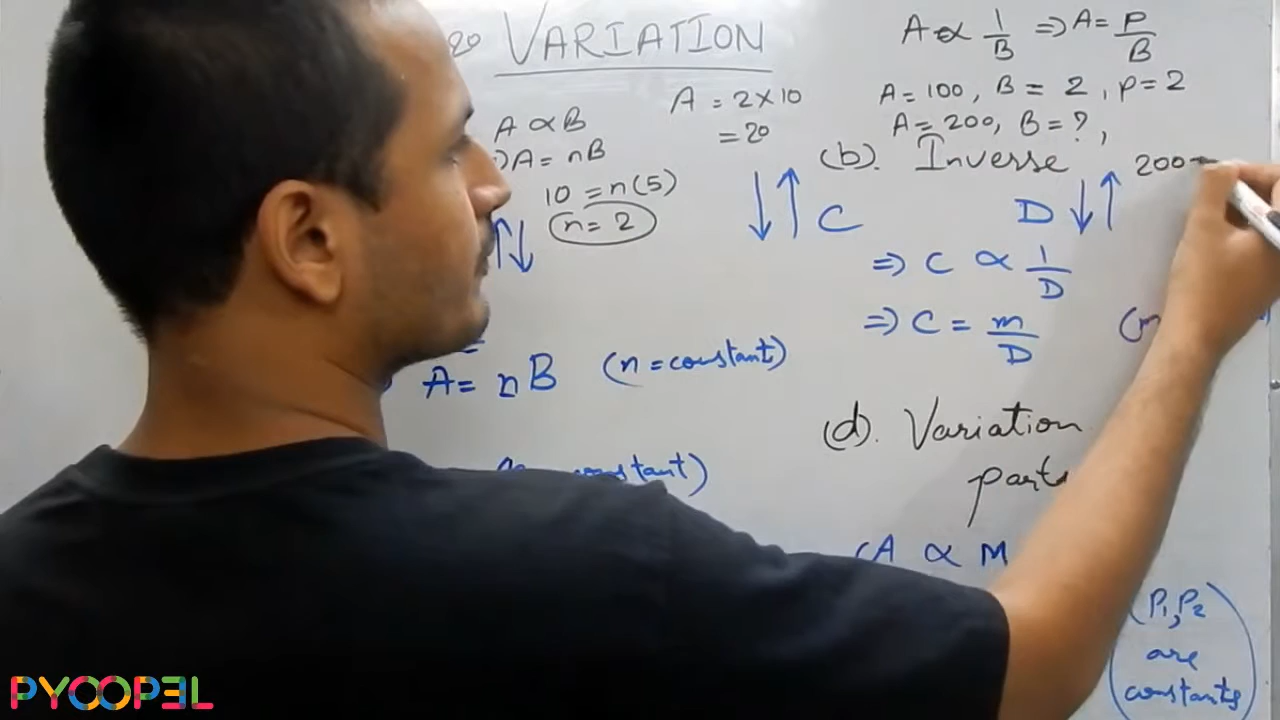 VARIATION
A ∝ B
⇒ A = nB
10 = n(5)
n = 2
A = 2×10
= 20
A ∝ 1/B ⇒ A = P/B
A = 100, B = 2, P = 2
A = 200, B = ?,
(b). Inverse
200
C D
⇒ C ∝ 1/D
⇒ C = m/D
A = nB (n = constant)
constant)
(d). Variation
parts
A ∝ M
(P1, P2
are
constants
PYOOPEL